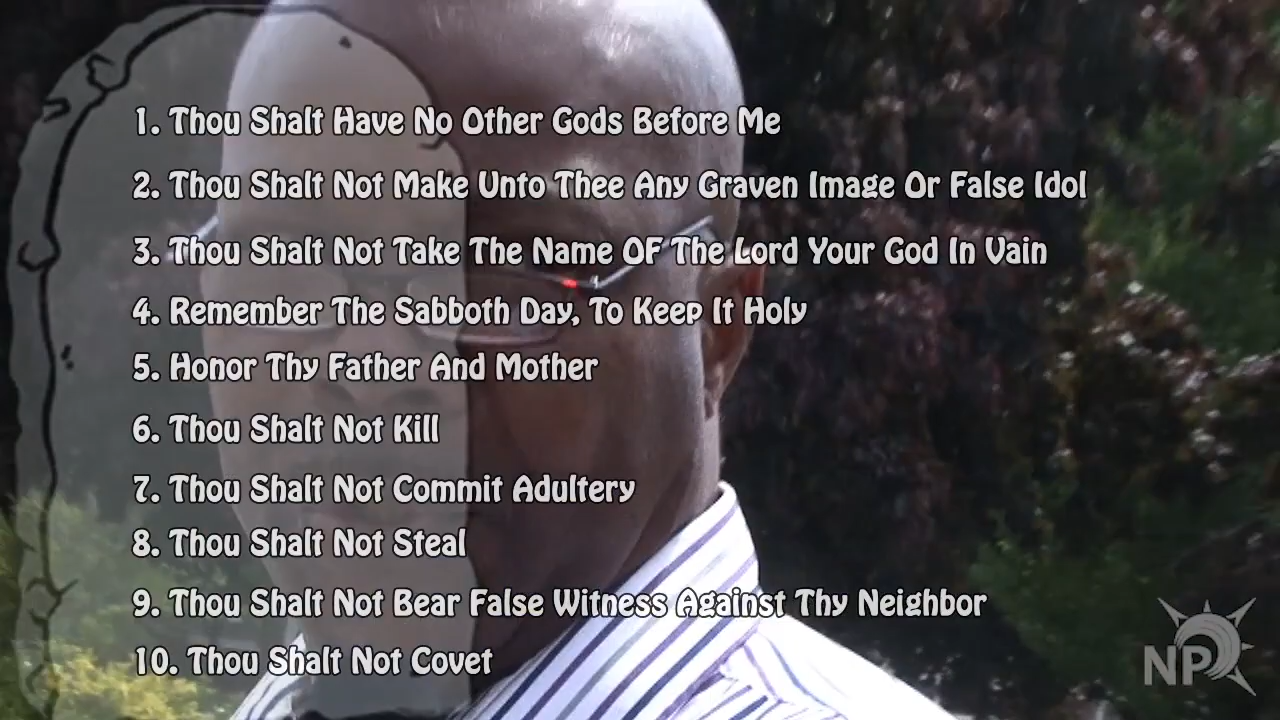 1. Thou Shalt Have No Other Gods Before Me
2. Thou Shalt Not Make Unto Thee Any Graven Image Or False Idol
3. Thou Shalt Not Take The Name OF The Lord Your God In Vain
4. Remember The Sabboth Day, To Keep It Holy
5. Honor Thy Father And Mother
6. Thou Shalt Not Kill
7. Thou Shalt Not Commit Adultery
8. Thou Shalt Not Steal
9. Thou Shalt Not Bear False Witness Against Thy Neighbor
10. Thou Shalt Not Covet
NP